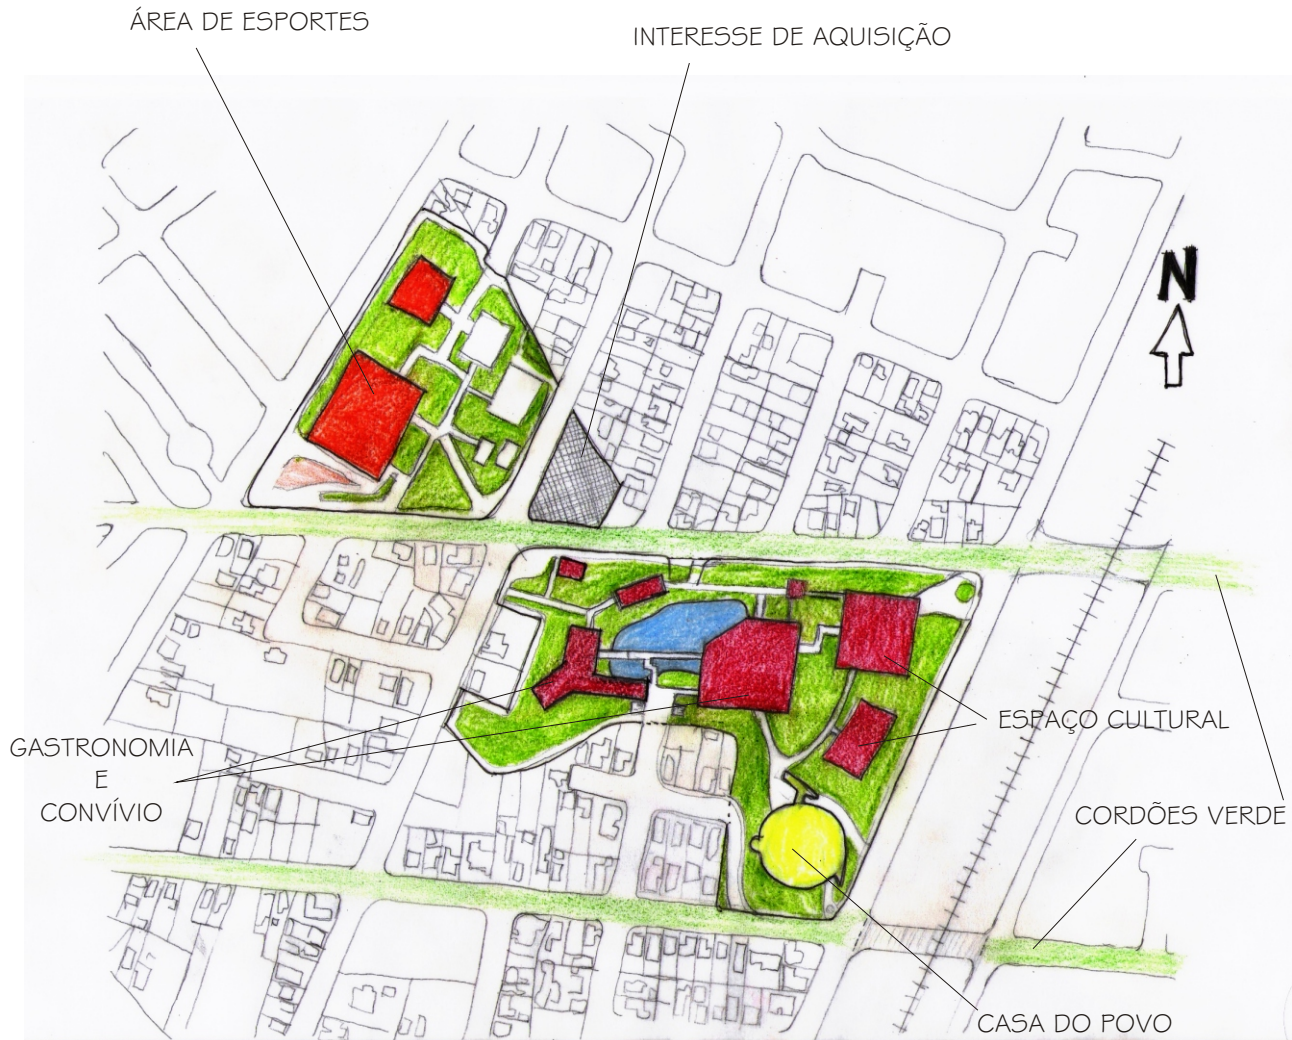 ÁREA DE ESPORTES
INTERESSE DE AQUISIÇÃO
N
ESPAÇO CULTURAL
GASTRONOMIA
E
CONVÍVIO
CORDÕES VERDE
CASA DO POVO